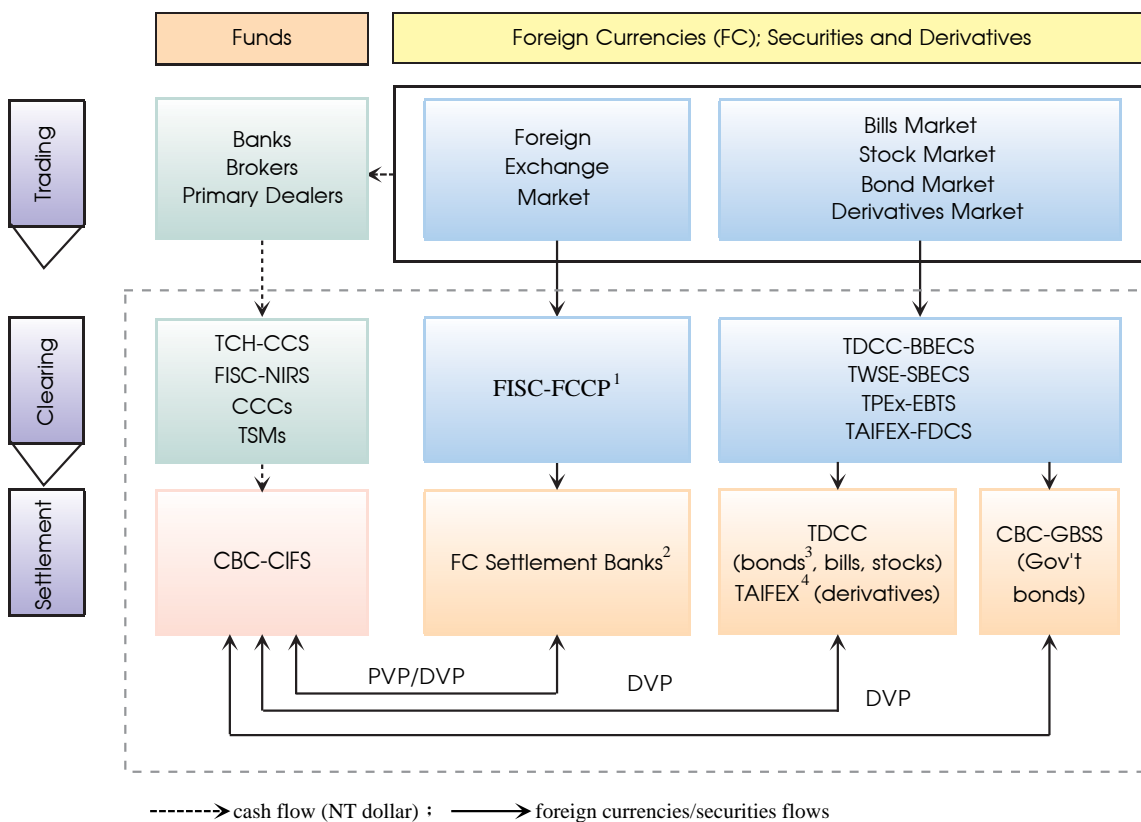 Funds
Foreign Currencies (FC); Securities and Derivatives
Trading
Banks
Brokers
Primary Dealers
Foreign
Exchange
Market
Bills Market
Stock Market
Bond Market
Derivatives Market
Clearing
TCH-CCS
FISC-NIRS
CCCs
TSMs
FISC-FCCP1
TDCC-BBECS
TWSE-SBECS
TPEx-EBTS
TAIFEX-FDCS
Settlement
CBC-CIFS
FC Settlement Banks2
TDCC
(bonds3, bills, stocks)
TAIFEX4 (derivatives)
CBC-GBSS
(Gov't
bonds)
PVP/DVP
DVP
DVP
cash flow (NT dollar) ; foreign currencies/securities flows